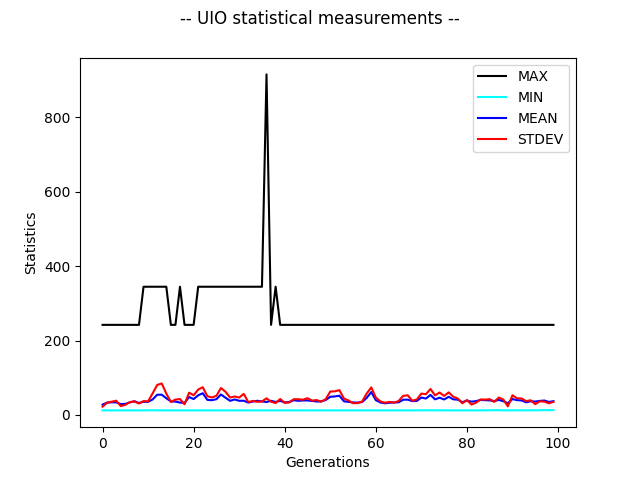 -- UIO statistical measurements --
MAX
MIN
MEAN
STDEV
800
600
400
200
0
Statistics
0 20 40 60 80 100
Generations